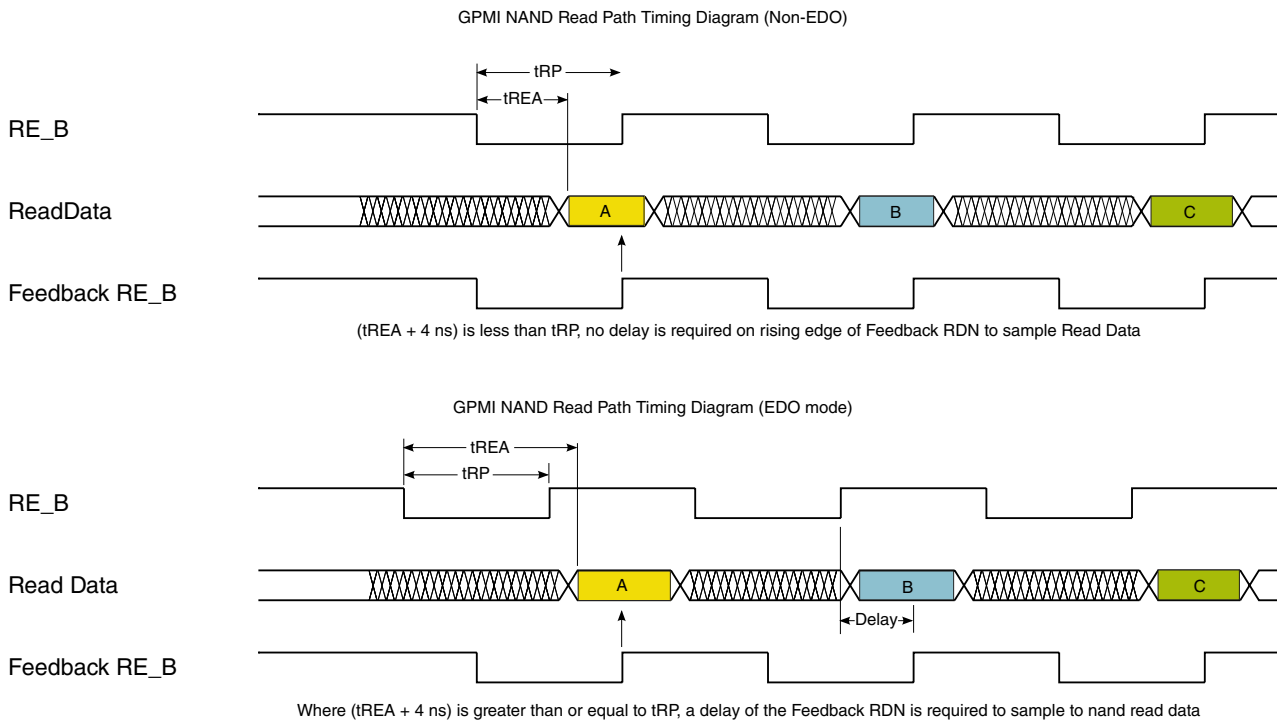 GPMI NAND Read Path Timing Diagram (Non-EDO)
tRP
tREA
RE_B
ReadData
A
B
C
Feedback RE_B
(tREA + 4 ns) is less than tRP, no delay is required on rising edge of Feedback RDN to sample Read Data
GPMI NAND Read Path Timing Diagram (EDO mode)
tREA
tRP
RE_B
Read Data
A
B
C
Delay
Feedback RE_B
Where (tREA + 4 ns) is greater than or equal to tRP, a delay of the Feedback RDN is required to sample to nand read data